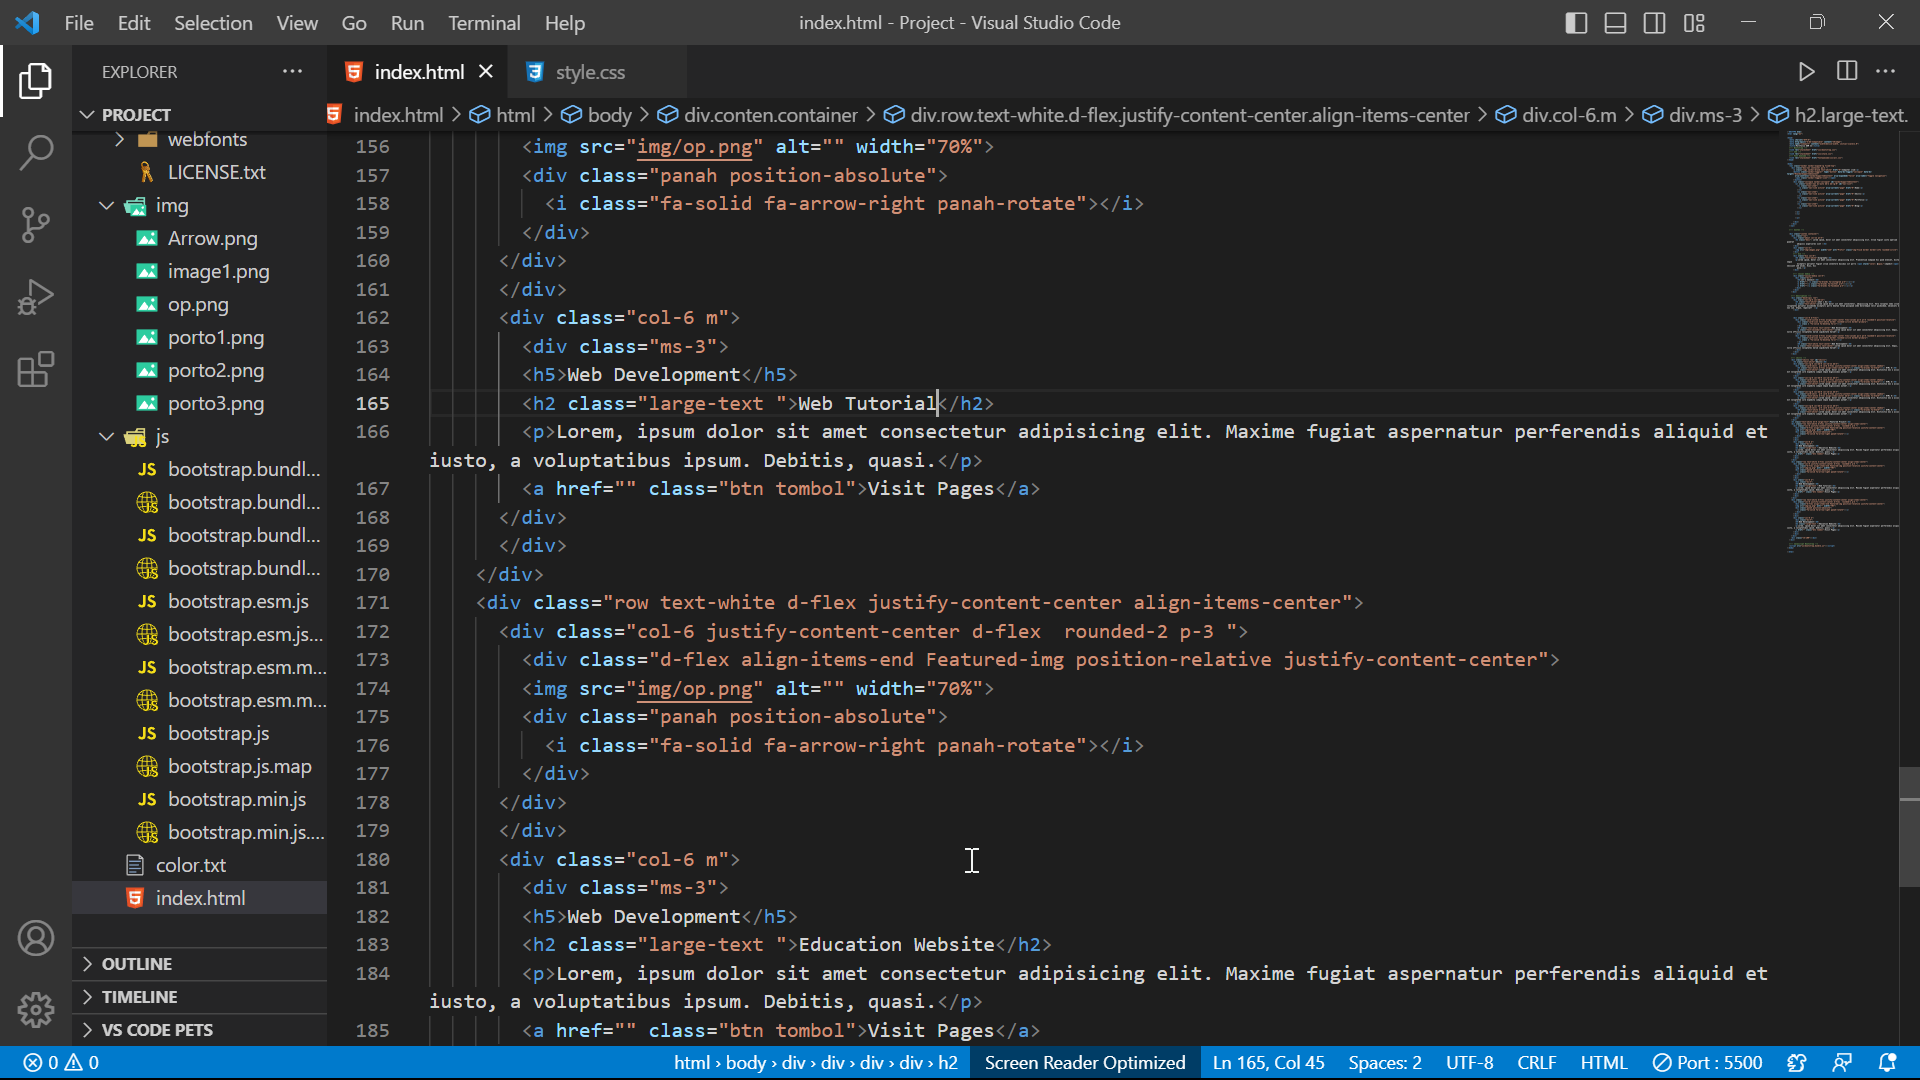 File Edit Selection View Go Run Terminal Help index.html - Project - Visual Studio Code
EXPLORER
index.html
style.css
PROJECT
index.html > html > body > div.conten.container > div.row.text-white.d-flex.justify-content-center.align-items-center > div.col-6.m > div.ms-3 > h2.large-text.
webfonts
LICENSE.txt
img
Arrow.png
image1.png
op.png
porto1.png
porto2.png
porto3.png
js
bootstrap.bundl...
bootstrap.bundl...
bootstrap.bundl...
bootstrap.bundl...
bootstrap.esm.js
bootstrap.esm.js...
bootstrap.esm.m...
bootstrap.esm.m...
bootstrap.js
bootstrap.js.map
bootstrap.min.js
bootstrap.min.js....
color.txt
index.html
OUTLINE
TIMELINE
VS CODE PETS
156 <img src="img/op.png" alt="" width="70%">
157 <div class="panah position-absolute">
158 <i class="fa-solid fa-arrow-right panah-rotate"></i>
159 </div>
160 </div>
161 </div>
162 <div class="col-6 m">
163 <div class="ms-3">
164 <h5>Web Development</h5>
165 <h2 class="large-text ">Web Tutorial</h2>
166 <p>Lorem, ipsum dolor sit amet consectetur adipisicing elit. Maxime fugiat aspernatur perferendis aliquid et
iusto, a voluptatibus ipsum. Debitis, quasi.</p>
167 <a href="" class="btn tombol">Visit Pages</a>
168 </div>
169 </div>
170 </div>
171 <div class="row text-white d-flex justify-content-center align-items-center">
172 <div class="col-6 justify-content-center d-flex  rounded-2 p-3 ">
173 <div class="d-flex align-items-end Featured-img position-relative justify-content-center">
174 <img src="img/op.png" alt="" width="70%">
175 <div class="panah position-absolute">
176 <i class="fa-solid fa-arrow-right panah-rotate"></i>
177 </div>
178 </div>
179 </div>
180 <div class="col-6 m">
181 <div class="ms-3">
182 <h5>Web Development</h5>
183 <h2 class="large-text ">Education Website</h2>
184 <p>Lorem, ipsum dolor sit amet consectetur adipisicing elit. Maxime fugiat aspernatur perferendis aliquid et
iusto, a voluptatibus ipsum. Debitis, quasi.</p>
185 <a href="" class="btn tombol">Visit Pages</a>
0 0 html › body › div › div › div › div › h2 Screen Reader Optimized Ln 165, Col 45 Spaces: 2 UTF-8 CRLF HTML Port : 5500